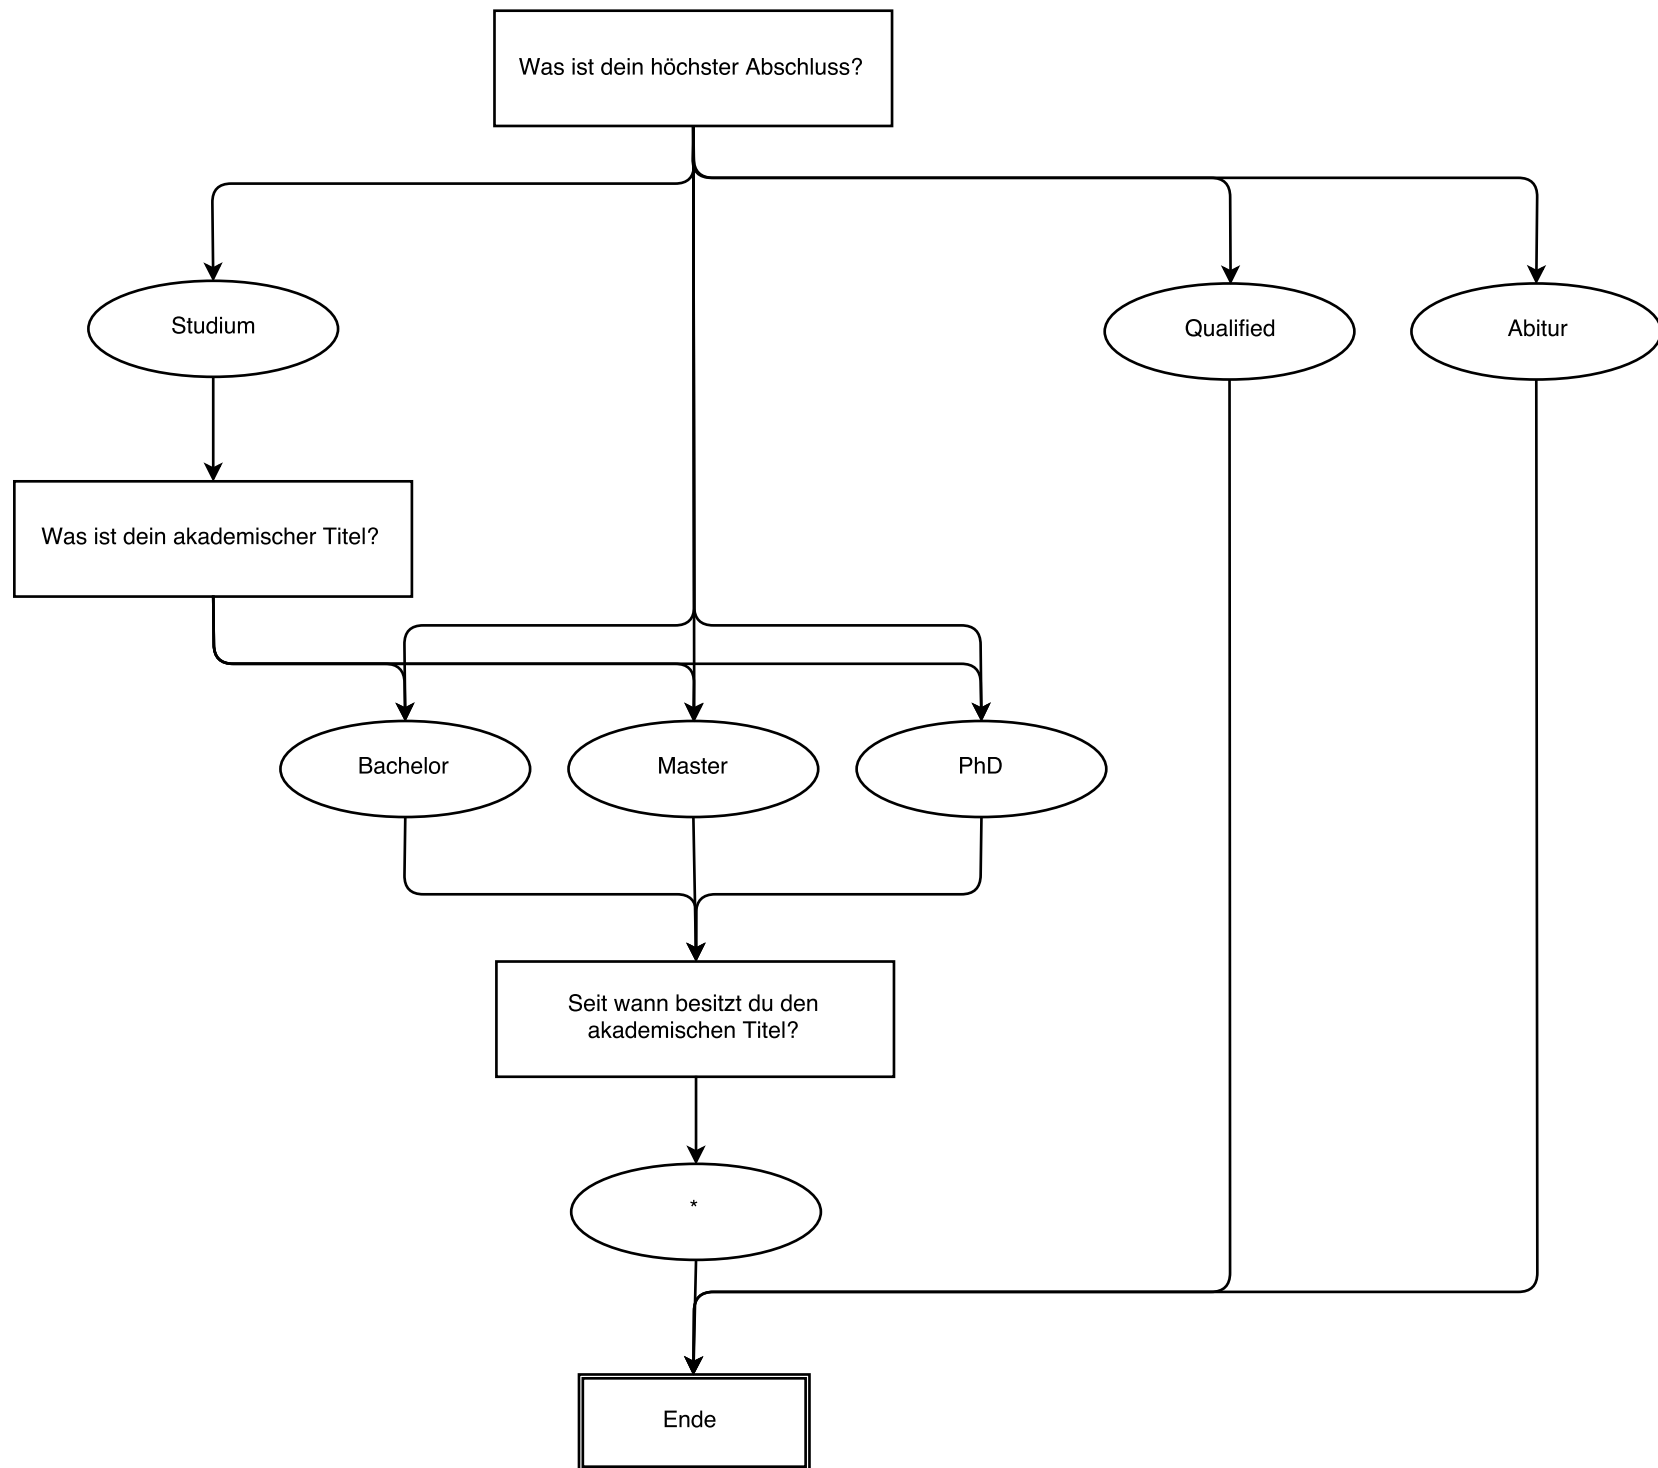 Was ist dein höchster Abschluss?
Studium
Qualified
Abitur
Was ist dein akademischer Titel?
Bachelor
Master
PhD
Seit wann besitzt du den
akademischen Titel?
*
Ende